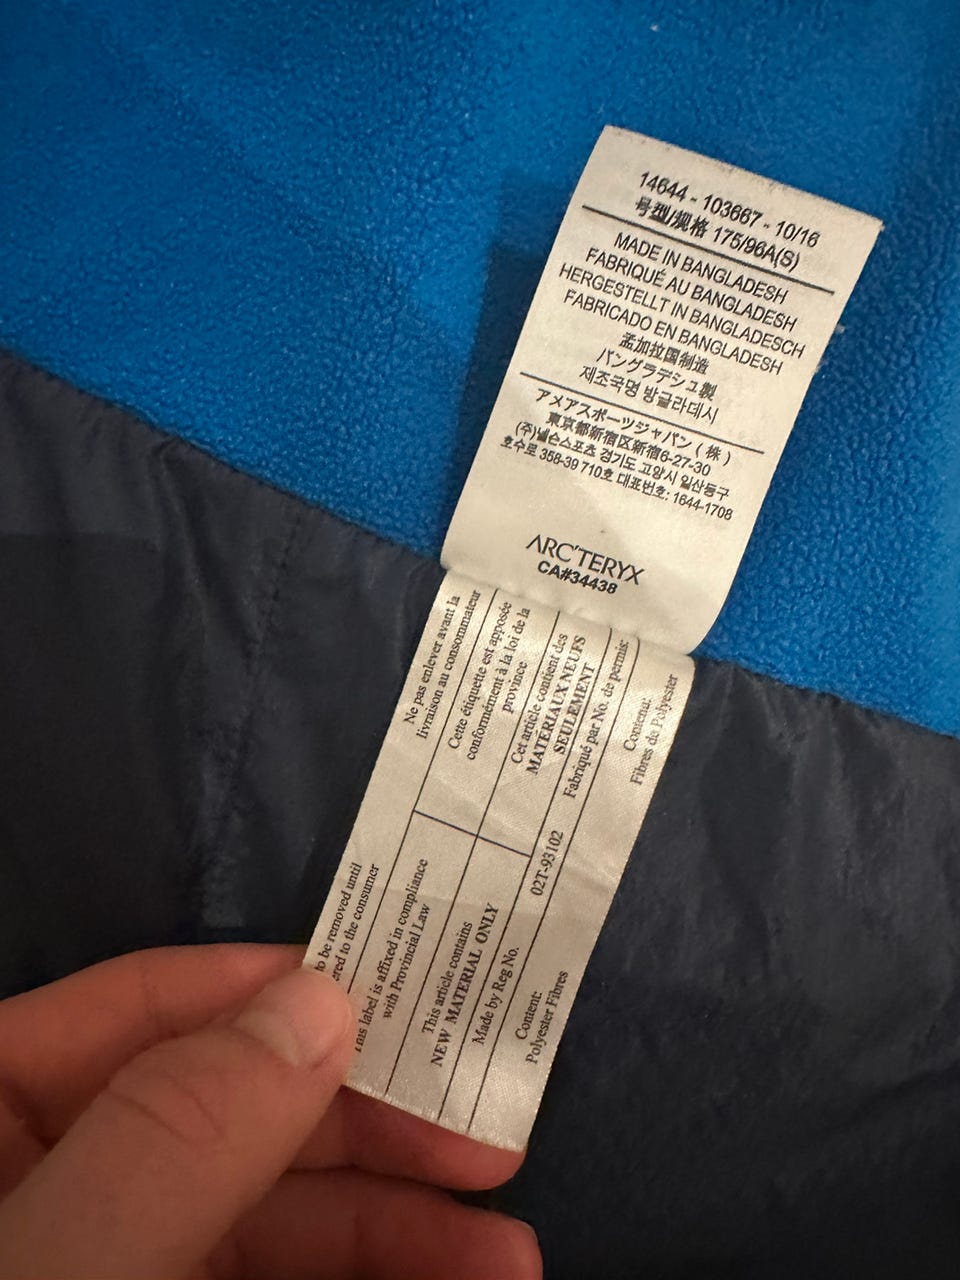 14644 - 103667 - 10/16
号型/规格 175/96A(S)
MADE IN BANGLADESH
FABRIQUÉ AU BANGLADESH
HERGESTELLT IN BANGLADESCH
FABRICADO EN BANGLADESH
孟加拉国制造
バングラデシュ製
제조국명 방글라데시
アメアスポーツジャパン ( 株 )
東京都新宿区新宿6-27-30
(주)넬슨스포츠 경기도 고양시 일산동구
호수로 358-39 710호 대표번호: 1644-1708
ARC'TERYX
CA#34438
Ne pas enlever avant la
livraison au consommateur
Cette étiquette est apposée
conformément à la loi de la
province
Cet article contient des
MATERIAUX NEUFS
SEULEMENT
Fabriqué par No. de permis:
Contenu:
Fibres de Polyester
02T-93102
to be removed until
ered to the consumer
This label is affixed in compliance
with Provincial Law
This article contains
NEW MATERIAL ONLY
Made by Reg No.
Content:
Polyester Fibres